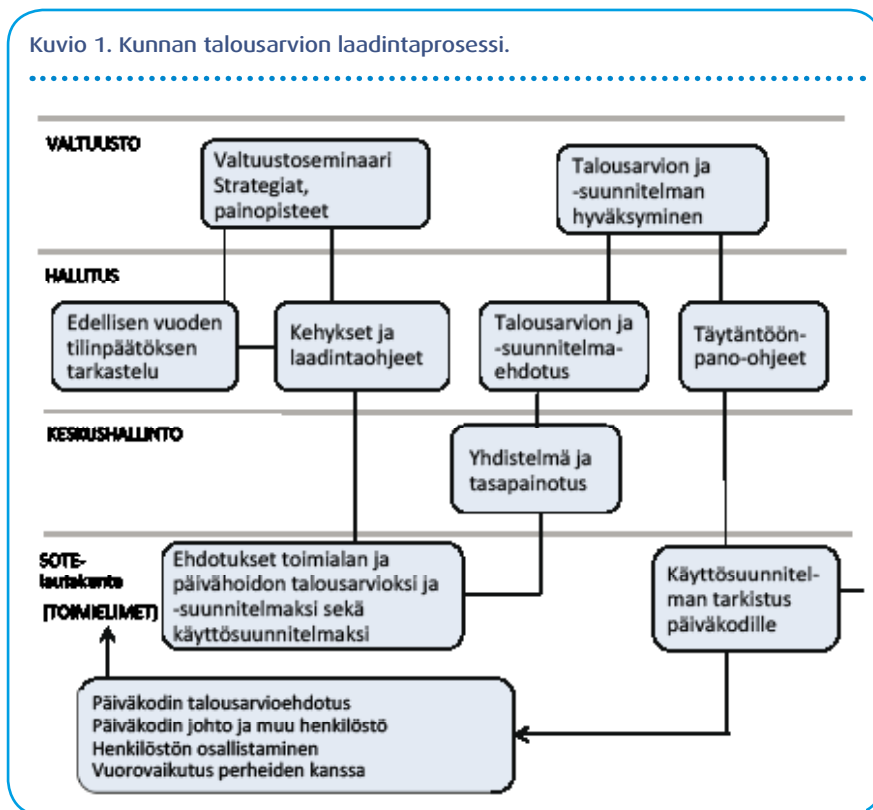 Kuvio 1. Kunnan talousarvion laadintaprosessi.
VALTUUSTO
Valtuustoseminaari
Strategiat,
painopisteet
Talousarvion ja
-suunnitelman
hyväksyminen
HALLITUS
Edellisen vuoden
tilinpäätöksen
tarkastelu
Kehykset ja
laadintaohjeet
Talousarvion ja
-suunnitelma-
ehdotus
Täytäntöön-
pano-ohjeet
KESKUSHALLINTO
Yhdistelmä ja
tasapainotus
SOTE-
lautakunta
(TOIMIELIMET)
Ehdotukset toimialan ja
päivähoidon talousarvioksi ja
-suunnitelmaksi sekä
käyttösuunnitelmaksi
Käyttösuunnitel-
man tarkistus
päiväkodille
Päiväkodin talousarvioehdotus
Päiväkodin johto ja muu henkilöstö
Henkilöstön osallistaminen
Vuorovaikutus perheiden kanssa